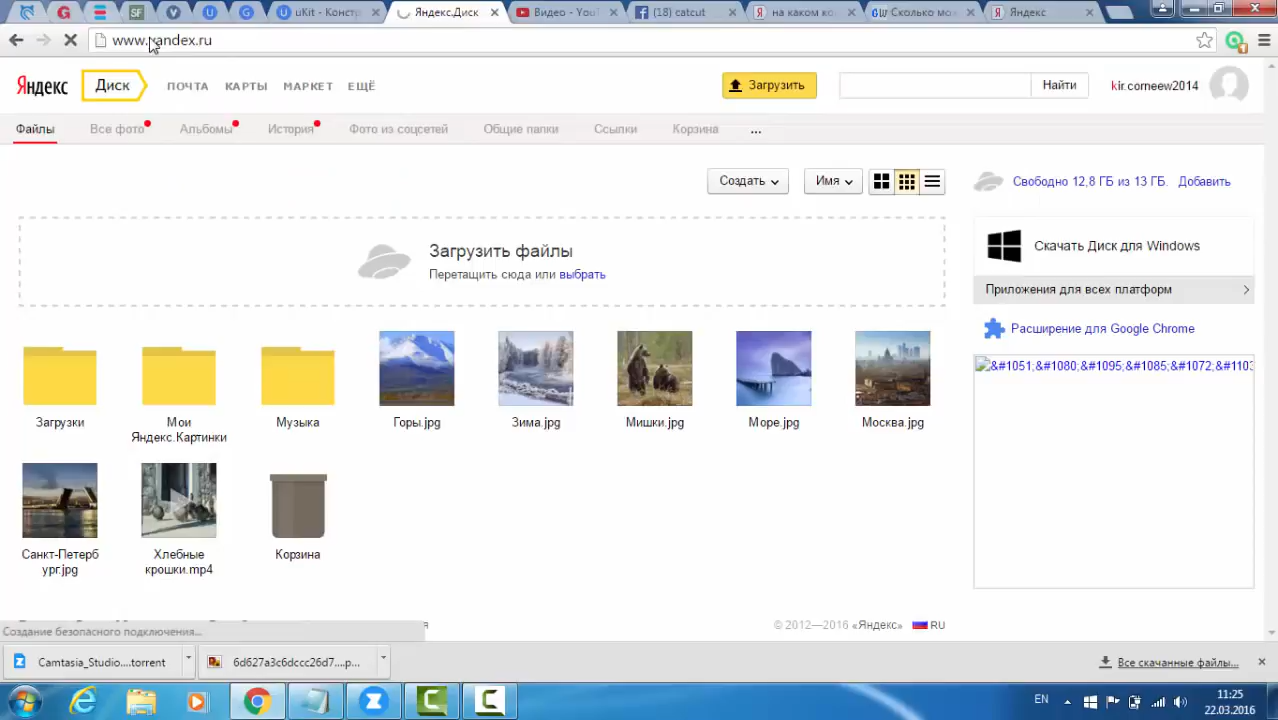 uKit - Констр
Яндекс.Диск
Видео - YouT
(18) catcut
на каком ко
Сколько мож
Яндекс
www.yandex.ru
Яндекс Диск ПОЧТА КАРТЫ МАРКЕТ ЕЩЁ Загрузить Найти kir.corneew2014
Файлы Все фото Альбомы История Фото из соцсетей Общие папки Ссылки Корзина ...
Создать Имя Свободно 12,8 ГБ из 13 ГБ. Добавить
Загрузить файлы
Перетащить сюда или выбрать
Скачать Диск для Windows
Приложения для всех платформ
Расширение для Google Chrome
&#1051;&#1080;&#1095;&#1085;&#1072;&#110
Загрузки
Мои
Яндекс.Картинки
Музыка
Горы.jpg
Зима.jpg
Мишки.jpg
Море.jpg
Москва.jpg
Санкт-Петерб
ург.jpg
Хлебные
крошки.mp4
Корзина
© 2012—2016 «Яндекс» RU
Создание безопасного подключения...
Camtasia_Studio....torrent
6d627a3c6dccc26d7....p...
Все скачанные файлы...
EN
11:25
22.03.2016